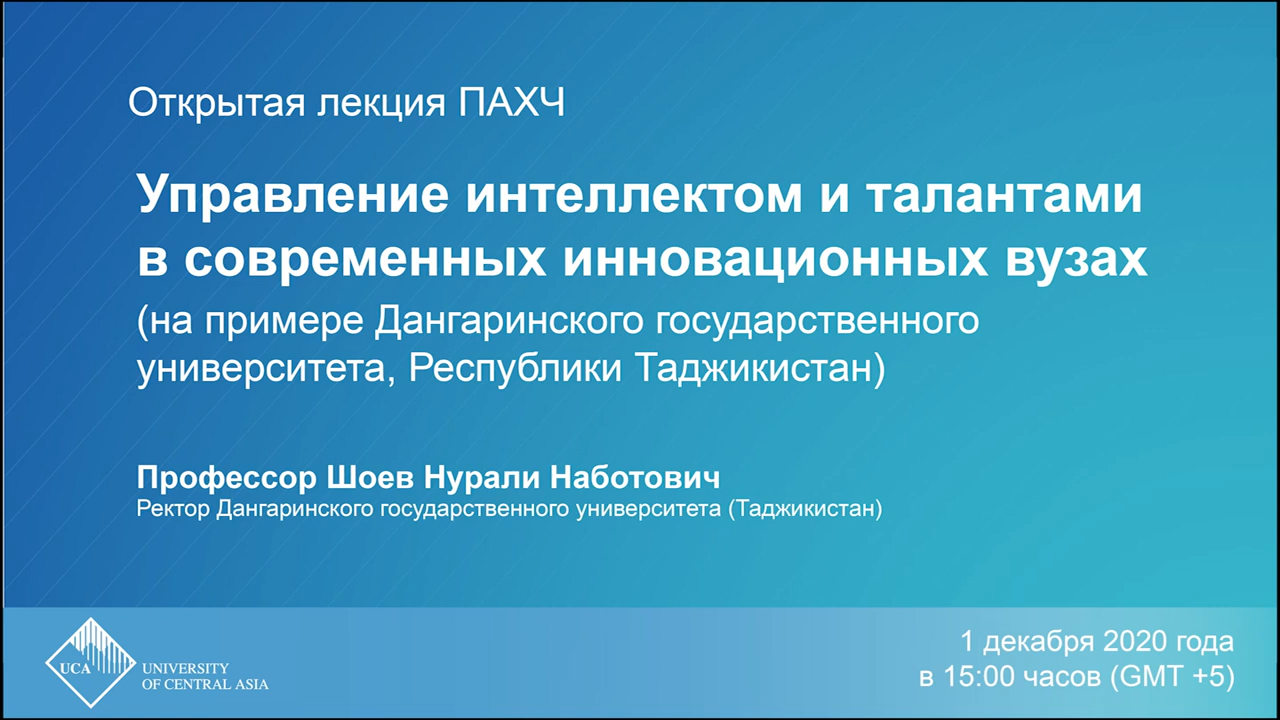 Открытая лекция ПАХЧ
Управление интеллектом и талантами
в современных инновационных вузах
(на примере Дангаринского государственного
университета, Республики Таджикистан)
Профессор Шоев Нурали Наботович
Ректор Дангаринского государственного университета (Таджикистан)
UCA
UNIVERSITY
OF CENTRAL ASIA
1 декабря 2020 года
в 15:00 часов (GMT +5)